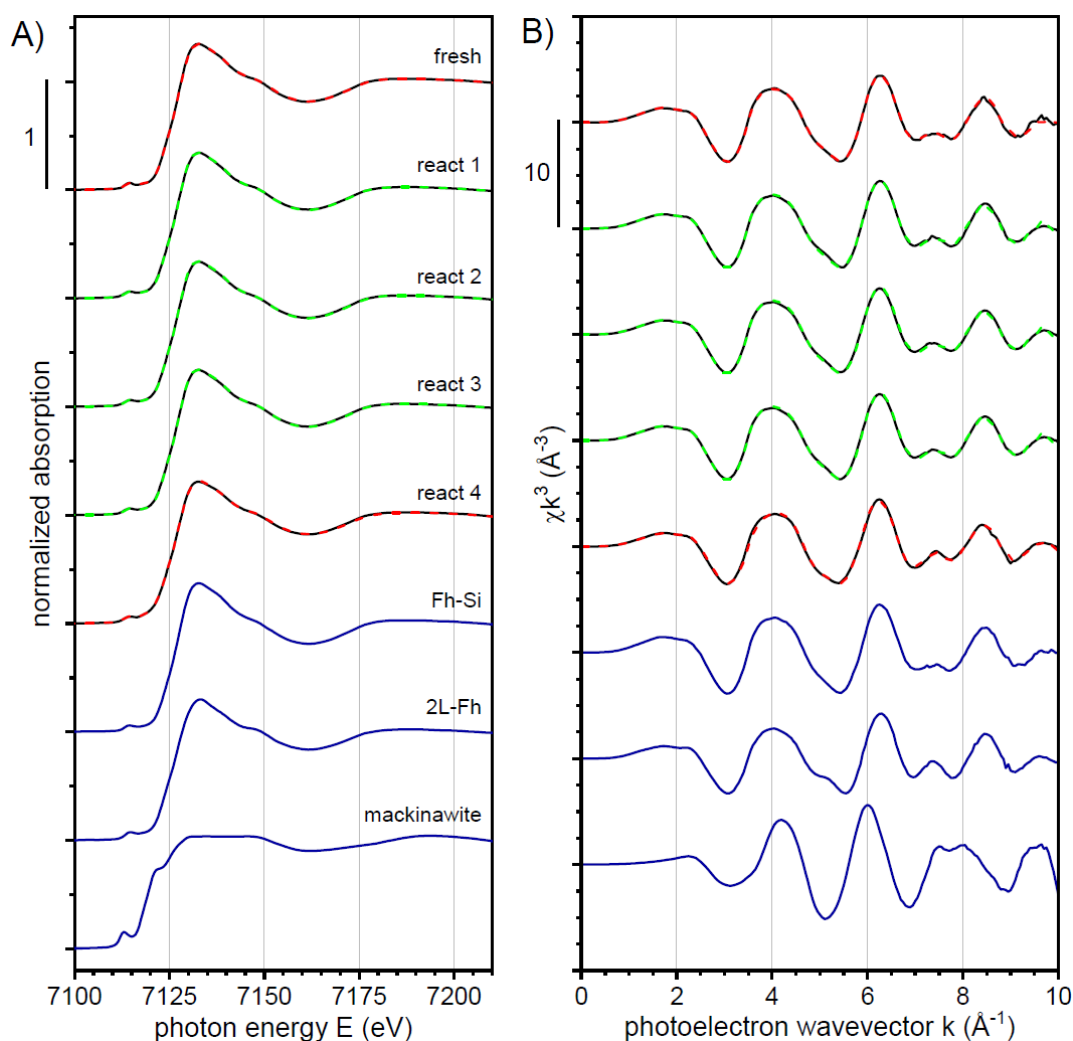 A)
B)
fresh
1
10
react 1
react 2
react 3
react 4
Fh-Si
2L-Fh
mackinawite
normalized absorption
χk³ (Å⁻³)
7100 7125 7150 7175 7200
0 2 4 6 8 10
photon energy E (eV)
photoelectron wavevector k (Å⁻¹)